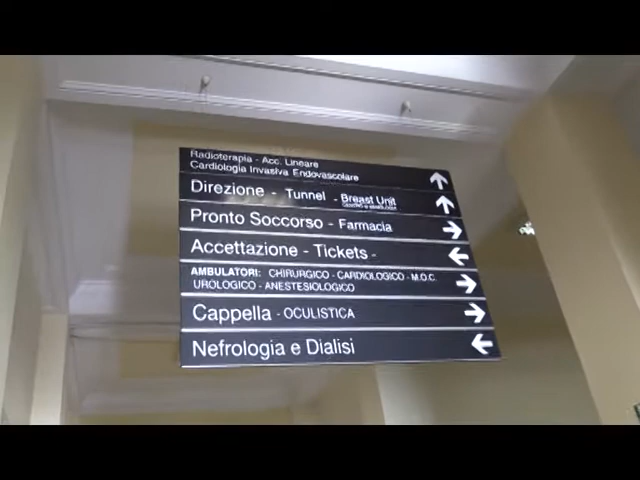 Radioterapia - Acc. Lineare
Cardiologia Invasiva Endovascolare
Direzione - Tunnel - Breast Unit
Pronto Soccorso - Farmacia
Accettazione - Tickets -
AMBULATORI: CHIRURGICO - CARDIOLOGICO - M.O.C.
UROLOGICO - ANESTESIOLOGICO
Cappella - OCULISTICA
Nefrologia e Dialisi